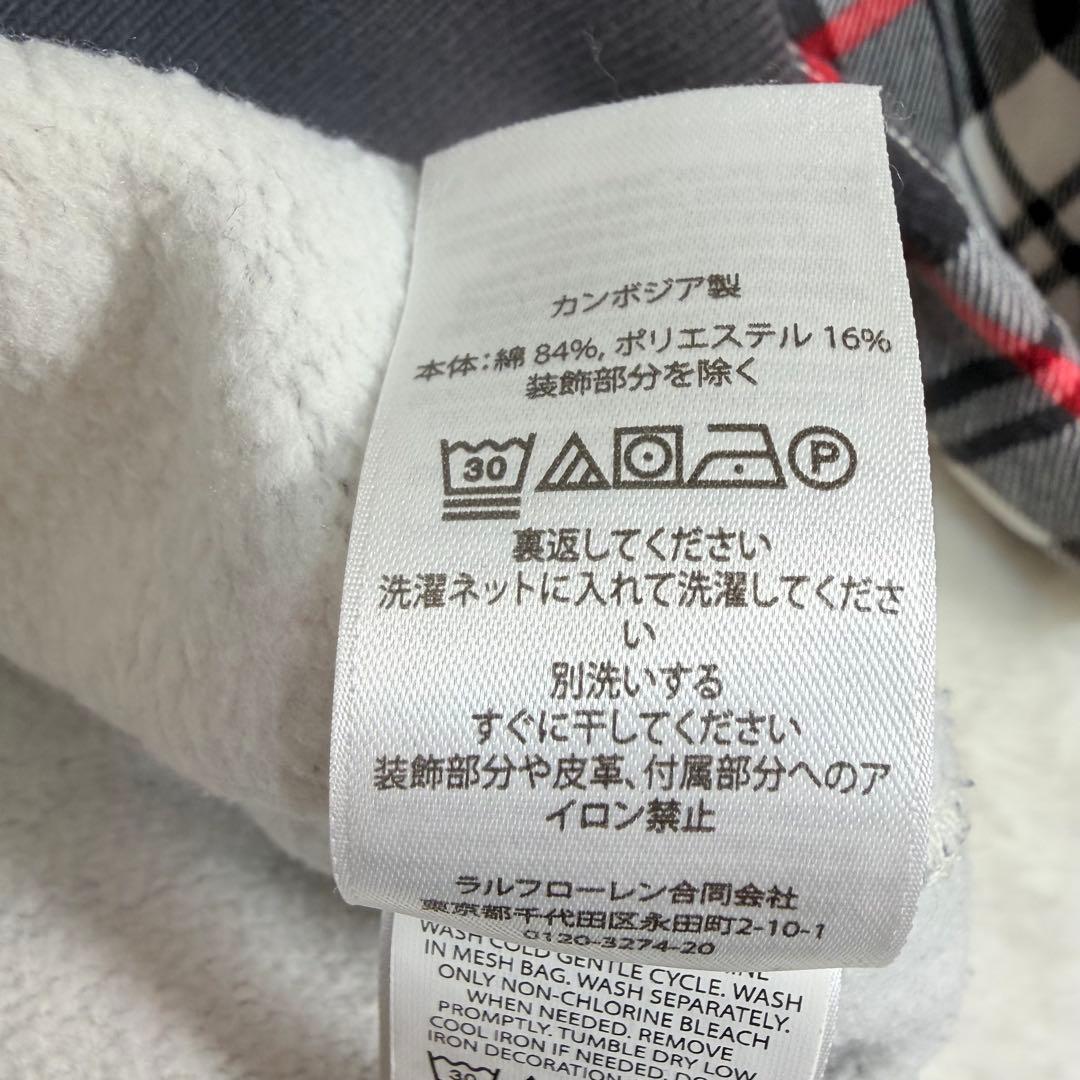 カンボジア製
本体：綿 84%, ポリエステル 16%
装飾部分を除く
30
P
裏返してください
洗濯ネットに入れて洗濯してくださ
い
別洗いする
すぐに干してください
装飾部分や皮革、付属部分へのア
イロン禁止
ラルフローレン合同会社
東京都千代田区永田町2-10-1
0120-3274-20
WASH COLD GENTLE CYCLE. WASH
IN MESH BAG. WASH SEPARATELY.
ONLY NON-CHLORINE BLEACH
WHEN NEEDED. REMOVE
PROMPTLY. TUMBLE DRY LOW.
COOL IRON IF NEEDED.
IRON DECORATION
30